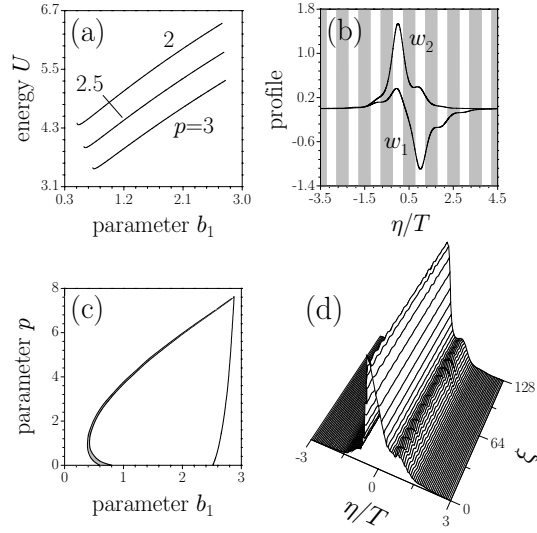 (a)
energy U
6.7
5.5
4.3
3.1
2
2.5
p=3
0.3 1.2 2.1 3.0
parameter b₁
(b)
profile
1.8
1.0
0.2
-0.6
-1.4
w₂
w₁
-3.5 -1.5 0.5 2.5 4.5
η/T
(c)
parameter p
8
6
4
2
0
0 1 2 3
parameter b₁
(d)
-3
0
3
η/T
0
64
128
ξ